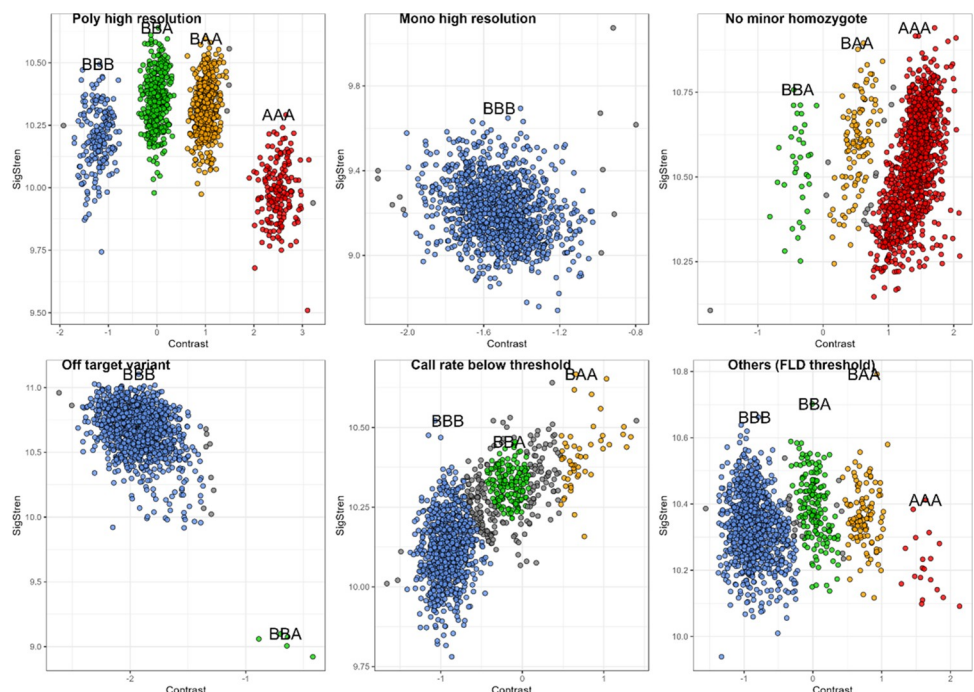 Poly high resolution
BBB
BBA
BAA
AAA
SigStren
10.50
10.25
10.00
9.75
9.50
-2
-1
0
1
2
3
Contrast
Mono high resolution
BBB
SigStren
9.8
9.4
9.0
-2.0
-1.6
-1.2
-0.8
Contrast
No minor homozygote
BBA
BAA
AAA
SigStren
10.75
10.50
10.25
-1
0
1
2
Contrast
Off target variant
BBB
BBA
SigStren
11.0
10.5
10.0
9.5
9.0
-2
-1
Contrast
Call rate below threshold
BBB
BBA
BAA
SigStren
10.50
10.25
10.00
9.75
-1
0
1
Contrast
Others (FLD threshold)
BBB
BBA
BAA
AAA
SigStren
10.8
10.6
10.4
10.2
10.0
-1
0
1
2
Contrast